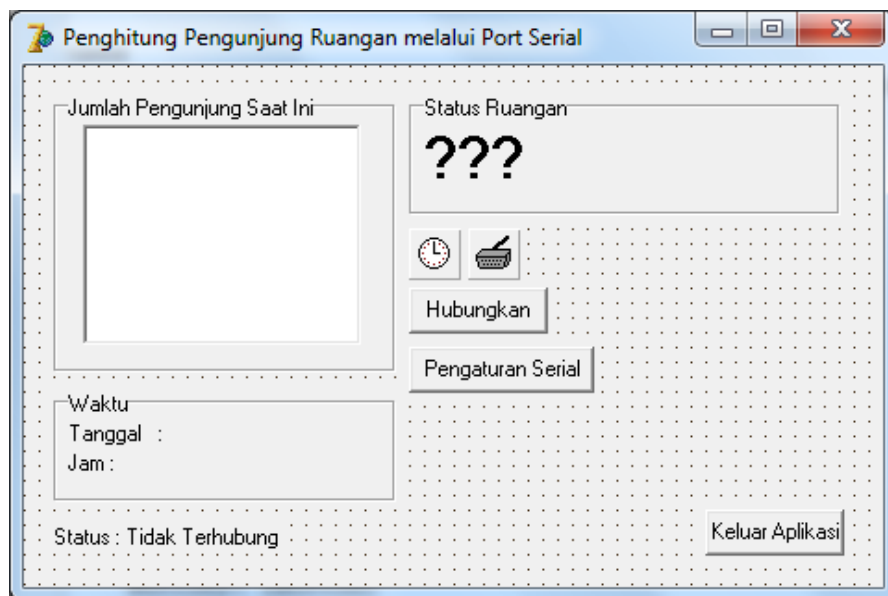 Penghitung Pengunjung Ruangan melalui Port Serial
Jumlah Pengunjung Saat Ini
Status Ruangan
???
Hubungkan
Pengaturan Serial
Waktu
Tanggal :
Jam :
Status : Tidak Terhubung
Keluar Aplikasi